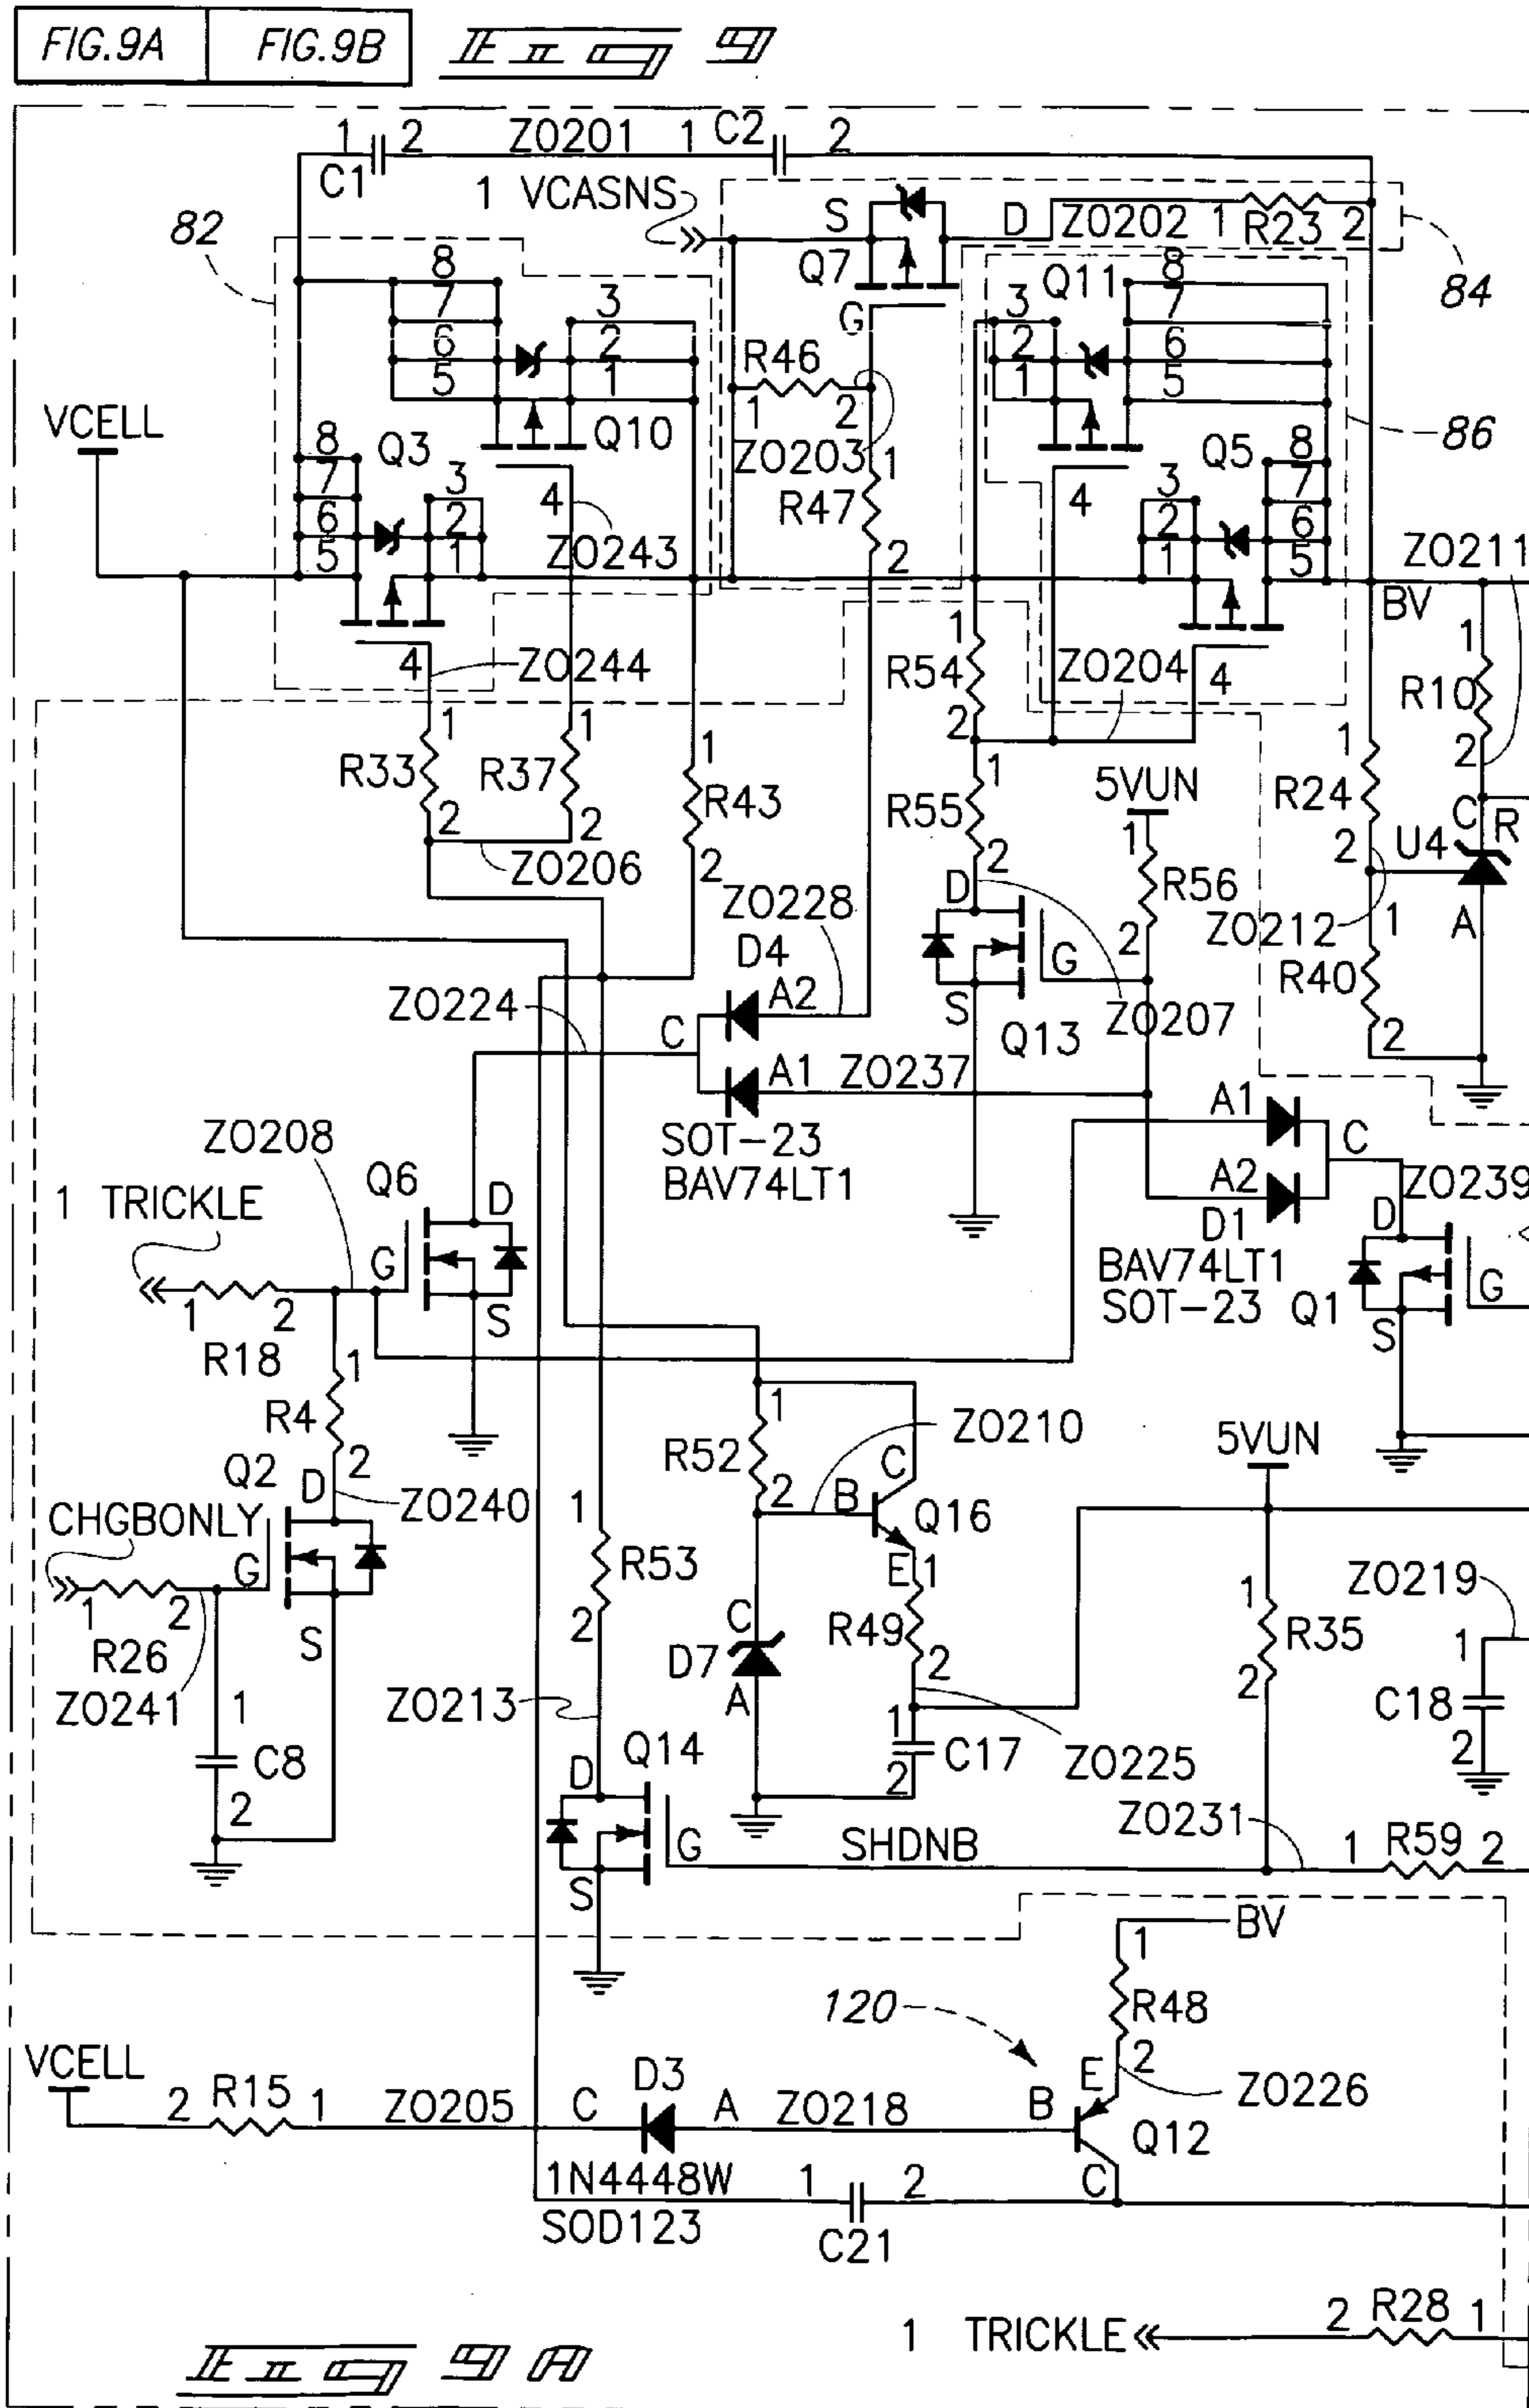 FIG.9A FIG.9B Fig 9
1 C1 2 ZO201 1 C2 2
1 VCASNS
S D ZO202 1 R23 2
82 Q7 G 84
8 7 6 5 3 2 1 Q10 4
R46 1 2 ZO203
3 2 1 Q11 8 7 6 5 4
86
VCELL
8 7 6 5 Q3 3 2 1 4
ZO243
1 R47 2
3 2 1 Q5 8 7 6 5 4
ZO211
BV
ZO244
1 R54 2
ZO204
1 R10 2
1 R33 2
1 R37 2
1 R43 2
1 R55 2
5VUN
1 R56 2
1 R24 2
C R U4 A
ZO206
ZO228
D ZO207
G S Q13
ZO212
1 R40 2
ZO224
D4
C A2
A1 ZO237
SOT-23
BAV74LT1
A1 C
A2
D1
BAV74LT1
SOT-23
ZO239
D G S Q1
ZO208
Q6 D G S
1 TRICKLE
1 2
R18
1 R4 2
1 R52 2
ZO210
C B Q16 E
5VUN
Q2 D ZO240
CHGBONLY
G S
1 2
R26
ZO241
1 C8 2
1 R53 2
1 R49 2
C D7 A
1 R35 2
ZO219
1 C18 2
ZO213
Q14 D G S
1 C17 2
ZO225
SHDNB
ZO231
1 R59 2
BV
1 R48 2
120
VCELL
2 R15 1 ZO205 C D3 A ZO218 B E ZO226
Q12
C
1N4448W
SOD123
1 2
C21
1 TRICKLE 2 R28 1
Fig 9A